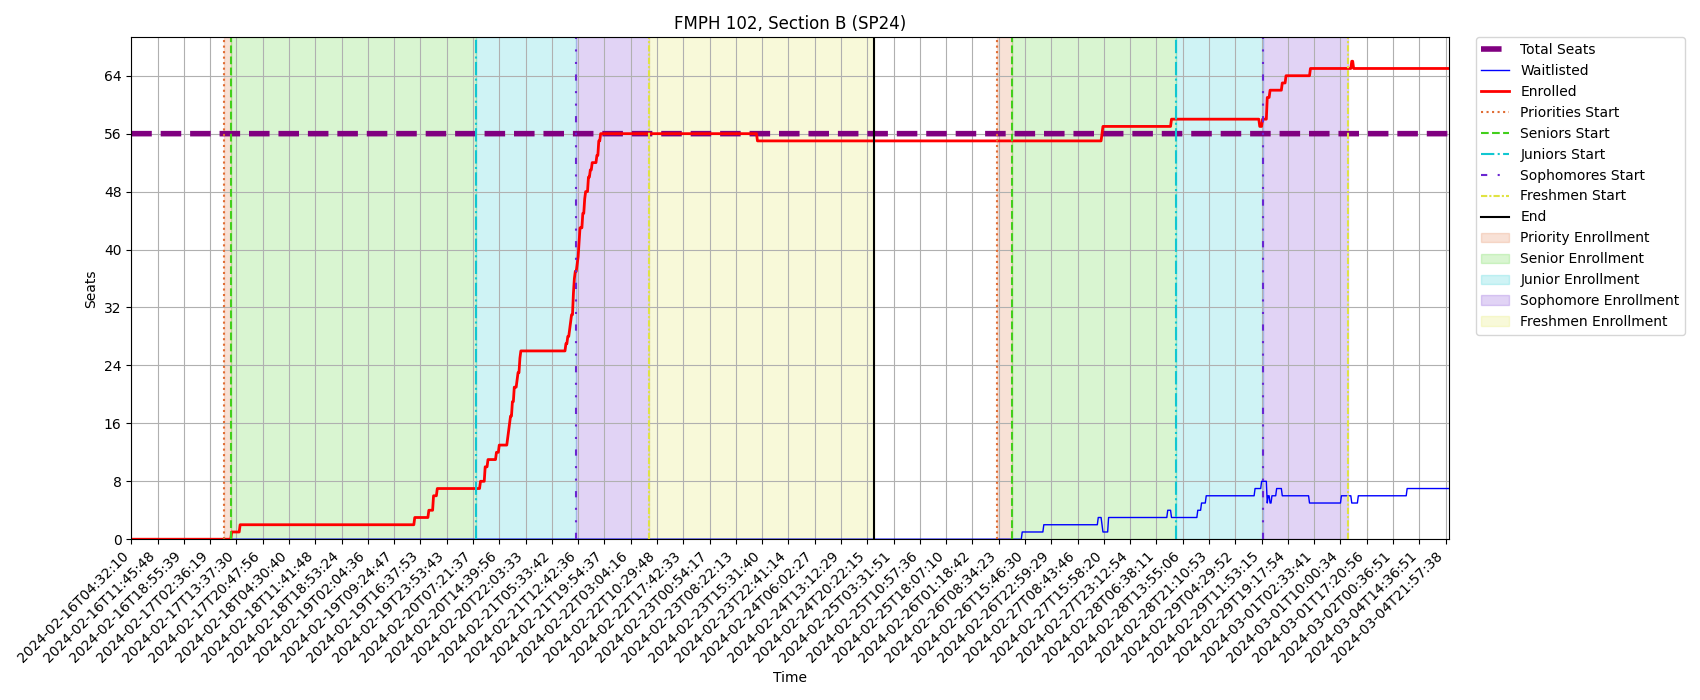 FMPH 102, Section B (SP24)
Seats
64
56
48
40
32
24
16
8
0
2024-02-16T04:32:10
2024-02-16T11:45:48
2024-02-16T18:55:39
2024-02-17T02:36:19
2024-02-17T13:37:30
2024-02-17T20:47:56
2024-02-18T04:30:40
2024-02-18T11:41:48
2024-02-18T18:53:24
2024-02-19T02:04:36
2024-02-19T09:24:47
2024-02-19T16:37:53
2024-02-19T23:53:43
2024-02-20T07:21:37
2024-02-20T14:39:56
2024-02-20T22:03:33
2024-02-21T05:33:42
2024-02-21T12:42:36
2024-02-21T19:54:37
2024-02-22T03:04:16
2024-02-22T10:29:48
2024-02-22T17:42:33
2024-02-23T00:54:17
2024-02-23T08:22:13
2024-02-23T15:31:40
2024-02-23T22:41:14
2024-02-24T06:02:27
2024-02-24T13:12:29
2024-02-24T20:22:15
2024-02-25T03:31:51
2024-02-25T10:57:36
2024-02-25T18:07:10
2024-02-26T01:18:42
2024-02-26T08:34:23
2024-02-26T15:46:30
2024-02-26T22:59:29
2024-02-27T08:43:46
2024-02-27T15:58:20
2024-02-27T23:12:54
2024-02-28T06:38:11
2024-02-28T13:55:06
2024-02-28T21:10:53
2024-02-29T04:29:52
2024-02-29T11:53:15
2024-02-29T19:17:54
2024-03-01T02:33:41
2024-03-01T10:00:34
2024-03-01T17:20:56
2024-03-02T00:36:51
2024-03-04T14:36:51
2024-03-04T21:57:38
Time
Total Seats
Waitlisted
Enrolled
Priorities Start
Seniors Start
Juniors Start
Sophomores Start
Freshmen Start
End
Priority Enrollment
Senior Enrollment
Junior Enrollment
Sophomore Enrollment
Freshmen Enrollment